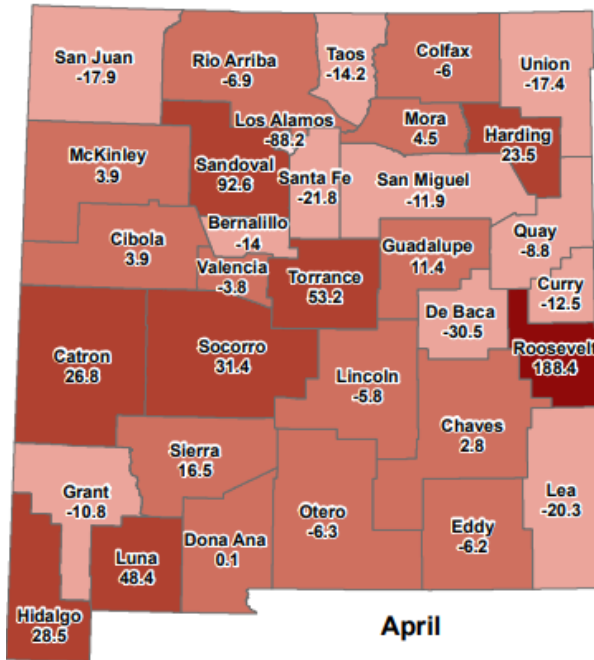 San Juan
-17.9
Rio Arriba
-6.9
Taos
-14.2
Colfax
-6
Union
-17.4
Los Alamos
-88.2
Mora
4.5
Harding
23.5
McKinley
3.9
Sandoval
92.6
Santa Fe
-21.8
San Miguel
-11.9
Bernalillo
-14
Cibola
3.9
Valencia
-3.8
Torrance
53.2
Guadalupe
11.4
Quay
-8.8
Curry
-12.5
De Baca
-30.5
Roosevelt
188.4
Catron
26.8
Socorro
31.4
Lincoln
-5.8
Chaves
2.8
Sierra
16.5
Grant
-10.8
Luna
48.4
Dona Ana
0.1
Otero
-6.3
Eddy
-6.2
Lea
-20.3
Hidalgo
28.5
April